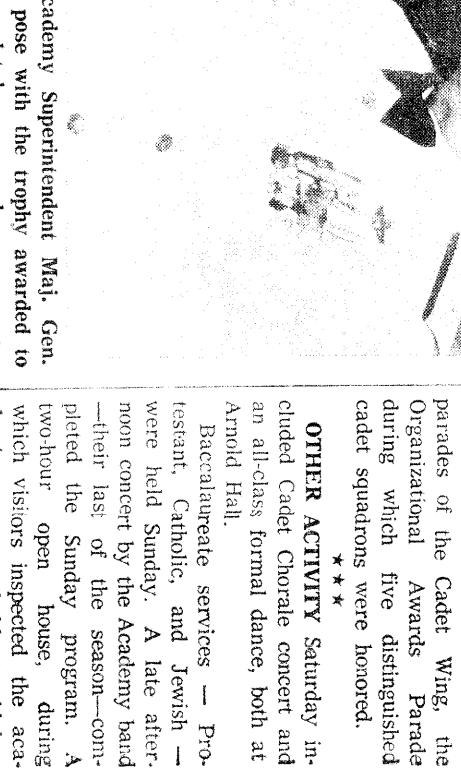 cademy Superintendent Maj. Gen.
pose with the trophy awarded to
parades of the Cadet Wing, the
Organizational Awards Parade
during which five distinguished
cadet squadrons were honored.
★★★
OTHER ACTIVITY Saturday in-
cluded Cadet Chorale concert and
an all-class formal dance, both at
Arnold Hall.
Baccalaureate services — Pro-
testant, Catholic, and Jewish —
were held Sunday. A late after-
noon concert by the Academy band
—their last of the season—com-
pleted the Sunday program. A
two-hour open house, during
which visitors inspected the aca-